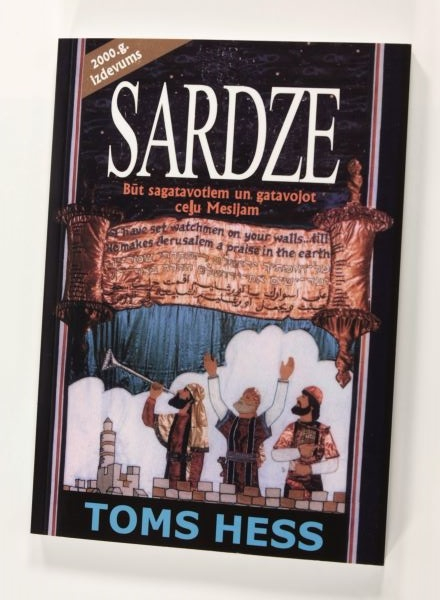 2000.g.
Izdevums
SARDZE
Būt sagatavotiem un gatavojot
ceļu Mesijam
I have set watchmen on your walls...till
He makes Jerusalem a praise in the earth
TOMS HESS